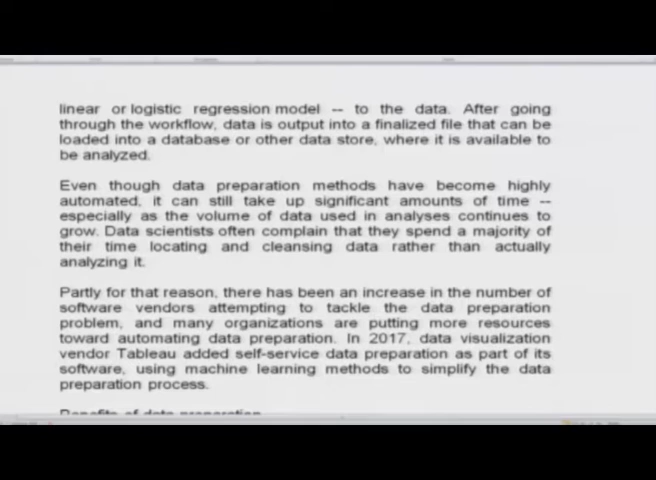 linear or logistic regression model -- to the data. After going
through the workflow, data is output into a finalized file that can be
loaded into a database or other data store, where it is available to
be analyzed.
Even though data preparation methods have become highly
automated, it can still take up significant amounts of time --
especially as the volume of data used in analyses continues to
grow. Data scientists often complain that they spend a majority of
their time locating and cleansing data rather than actually
analyzing it.
Partly for that reason, there has been an increase in the number of
software vendors attempting to tackle the data preparation
problem, and many organizations are putting more resources
toward automating data preparation. In 2017, data visualization
vendor Tableau added self-service data preparation as part of its
software, using machine learning methods to simplify the data
preparation process.
Benefits of data preparation